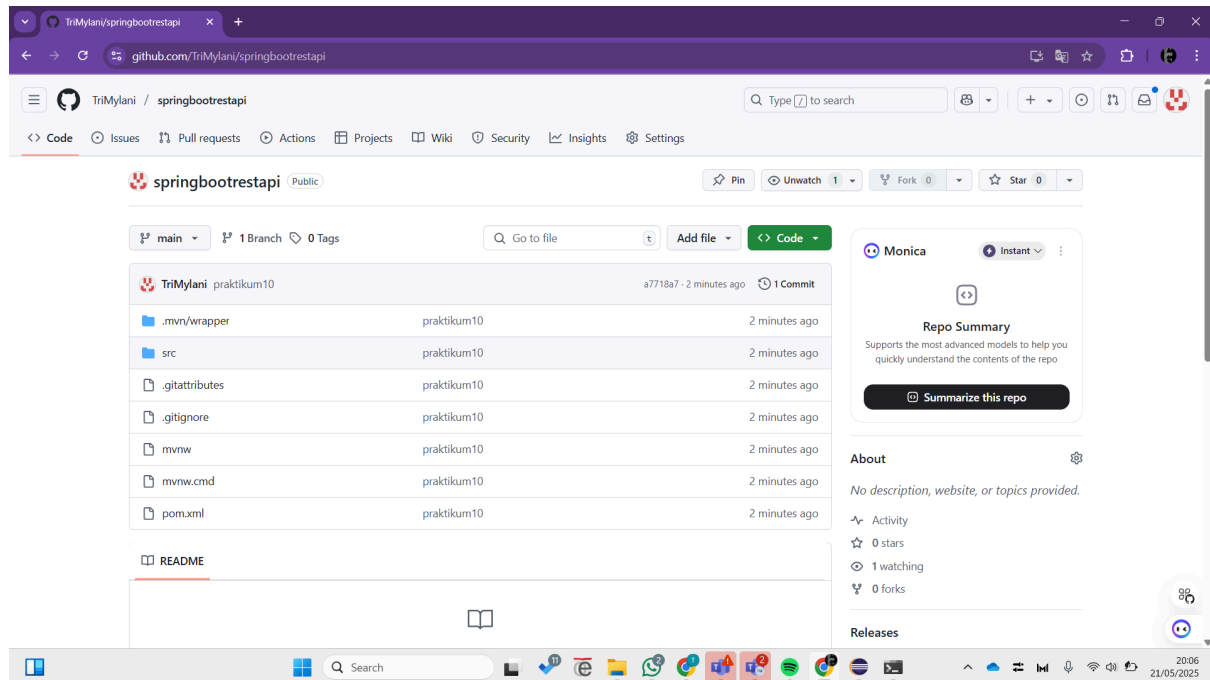 TriMylani/springbootrestapi
github.com/TriMylani/springbootrestapi
TriMylani / springbootrestapi
Type / to search
Code Issues Pull requests Actions Projects Wiki Security Insights Settings
springbootrestapi Public
Pin Unwatch 1 Fork 0 Star 0
main 1 Branch 0 Tags Go to file t Add file Code
TriMylani praktikum10 a7718a7 · 2 minutes ago 1 Commit
.mvn/wrapper praktikum10 2 minutes ago
src praktikum10 2 minutes ago
.gitattributes praktikum10 2 minutes ago
.gitignore praktikum10 2 minutes ago
mvnw praktikum10 2 minutes ago
mvnw.cmd praktikum10 2 minutes ago
pom.xml praktikum10 2 minutes ago
README
Monica Instant
Repo Summary
Supports the most advanced models to help you
quickly understand the contents of the repo
Summarize this repo
About
No description, website, or topics provided.
Activity
0 stars
1 watching
0 forks
Releases
Search
11
2
2
20:06
21/05/2025